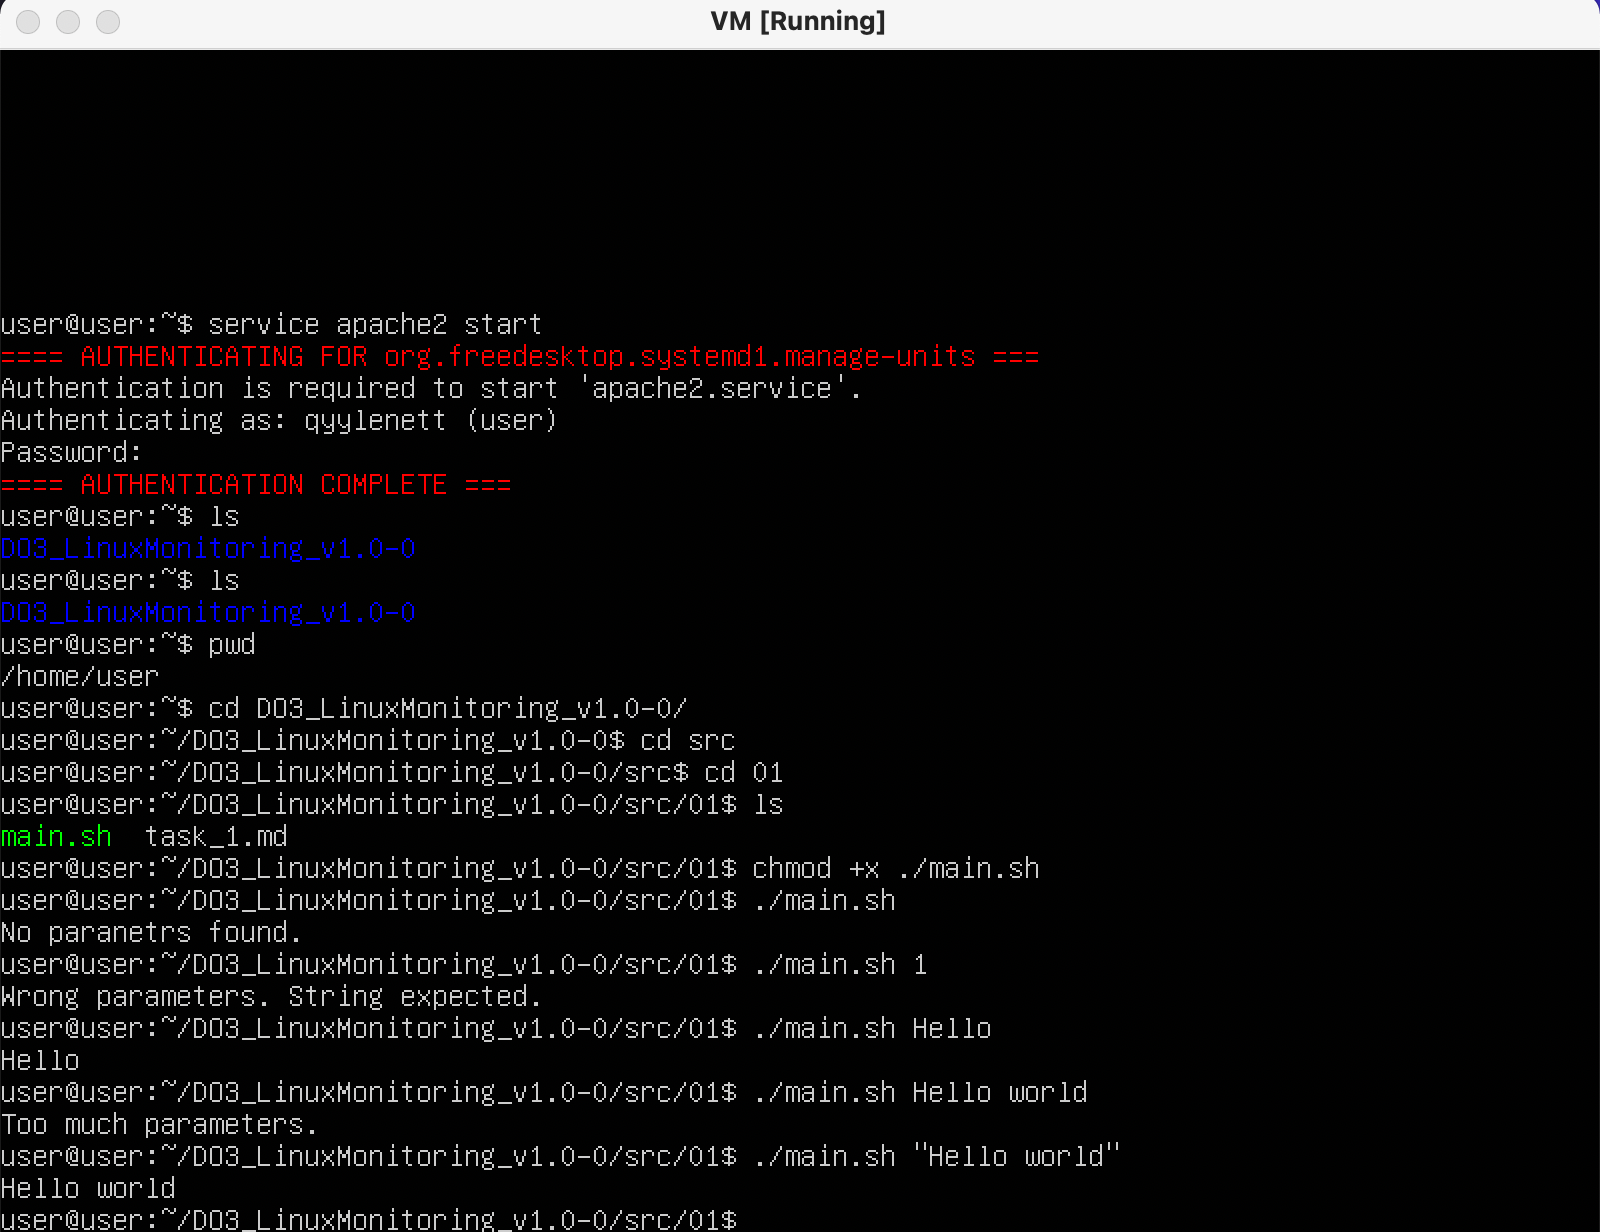 VM [Running]
user@user:~$ service apache2 start
==== AUTHENTICATING FOR org.freedesktop.systemd1.manage-units ===
Authentication is required to start 'apache2.service'.
Authenticating as: qyylenett (user)
Password:
==== AUTHENTICATION COMPLETE ===
user@user:~$ ls
DO3_LinuxMonitoring_v1.0-0
user@user:~$ ls
DO3_LinuxMonitoring_v1.0-0
user@user:~$ pwd
/home/user
user@user:~$ cd DO3_LinuxMonitoring_v1.0-0/
user@user:~/DO3_LinuxMonitoring_v1.0-0$ cd src
user@user:~/DO3_LinuxMonitoring_v1.0-0/src$ cd 01
user@user:~/DO3_LinuxMonitoring_v1.0-0/src/01$ ls
main.sh  task_1.md
user@user:~/DO3_LinuxMonitoring_v1.0-0/src/01$ chmod +x ./main.sh
user@user:~/DO3_LinuxMonitoring_v1.0-0/src/01$ ./main.sh
No paranetrs found.
user@user:~/DO3_LinuxMonitoring_v1.0-0/src/01$ ./main.sh 1
Wrong parameters. String expected.
user@user:~/DO3_LinuxMonitoring_v1.0-0/src/01$ ./main.sh Hello
Hello
user@user:~/DO3_LinuxMonitoring_v1.0-0/src/01$ ./main.sh Hello world
Too much parameters.
user@user:~/DO3_LinuxMonitoring_v1.0-0/src/01$ ./main.sh "Hello world"
Hello world
user@user:~/DO3_LinuxMonitoring_v1.0-0/src/01$